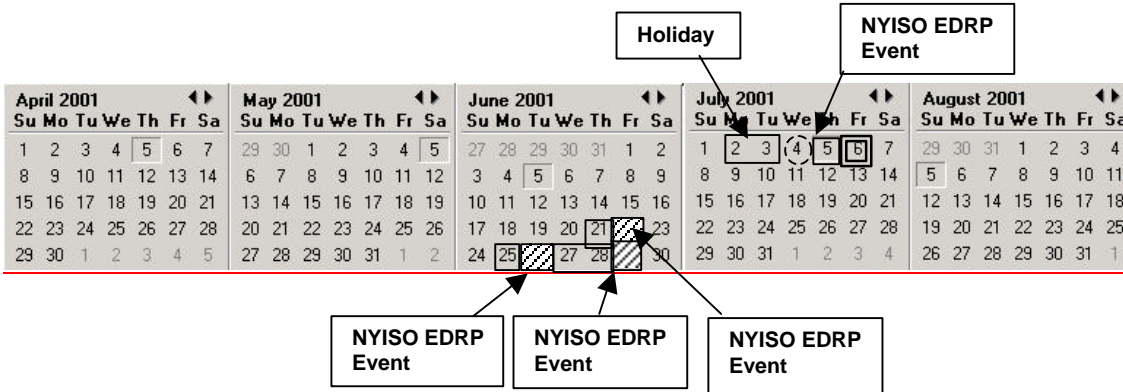 Holiday
NYISO EDRP
Event
April 2001
Su Mo Tu We Th Fr Sa
1 2 3 4 5 6 7
8 9 10 11 12 13 14
15 16 17 18 19 20 21
22 23 24 25 26 27 28
29 30 1 2 3 4 5
May 2001
Su Mo Tu We Th Fr Sa
29 30 1 2 3 4 5
6 7 8 9 10 11 12
13 14 15 16 17 18 19
20 21 22 23 24 25 26
27 28 29 30 31 1 2
June 2001
Su Mo Tu We Th Fr Sa
27 28 29 30 31 1 2
3 4 5 6 7 8 9
10 11 12 13 14 15 16
17 18 19 20 21 23
24 25 27 28 30
July 2001
Su Mo Tu We Th Fr Sa
1 2 3 4 5 6 7
8 9 10 11 12 13 14
15 16 17 18 19 20 21
22 23 24 25 26 27 28
29 30 31 1 2 3 4
August 2001
Su Mo Tu We Th Fr Sa
29 30 31 1 2 3 4
5 6 7 8 9 10 11
12 13 14 15 16 17 18
19 20 21 22 23 24 25
26 27 28 29 30 31 1
NYISO EDRP
Event
NYISO EDRP
Event
NYISO EDRP
Event